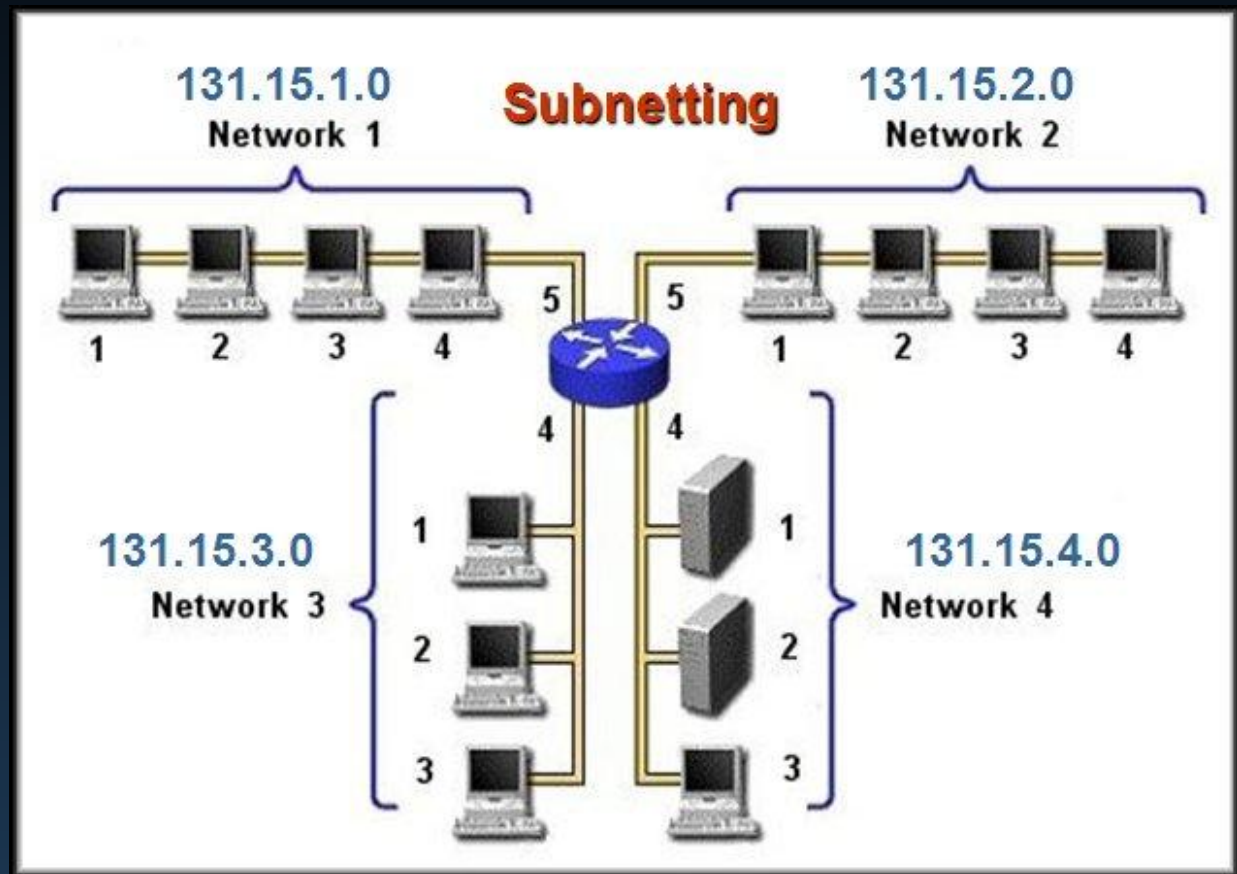 131.15.1.0
Network 1
Subnetting
131.15.2.0
Network 2
1 2 3 4
5 5
1 2 3 4
4 4
131.15.3.0
Network 3
1
2
3
1
2
3
131.15.4.0
Network 4